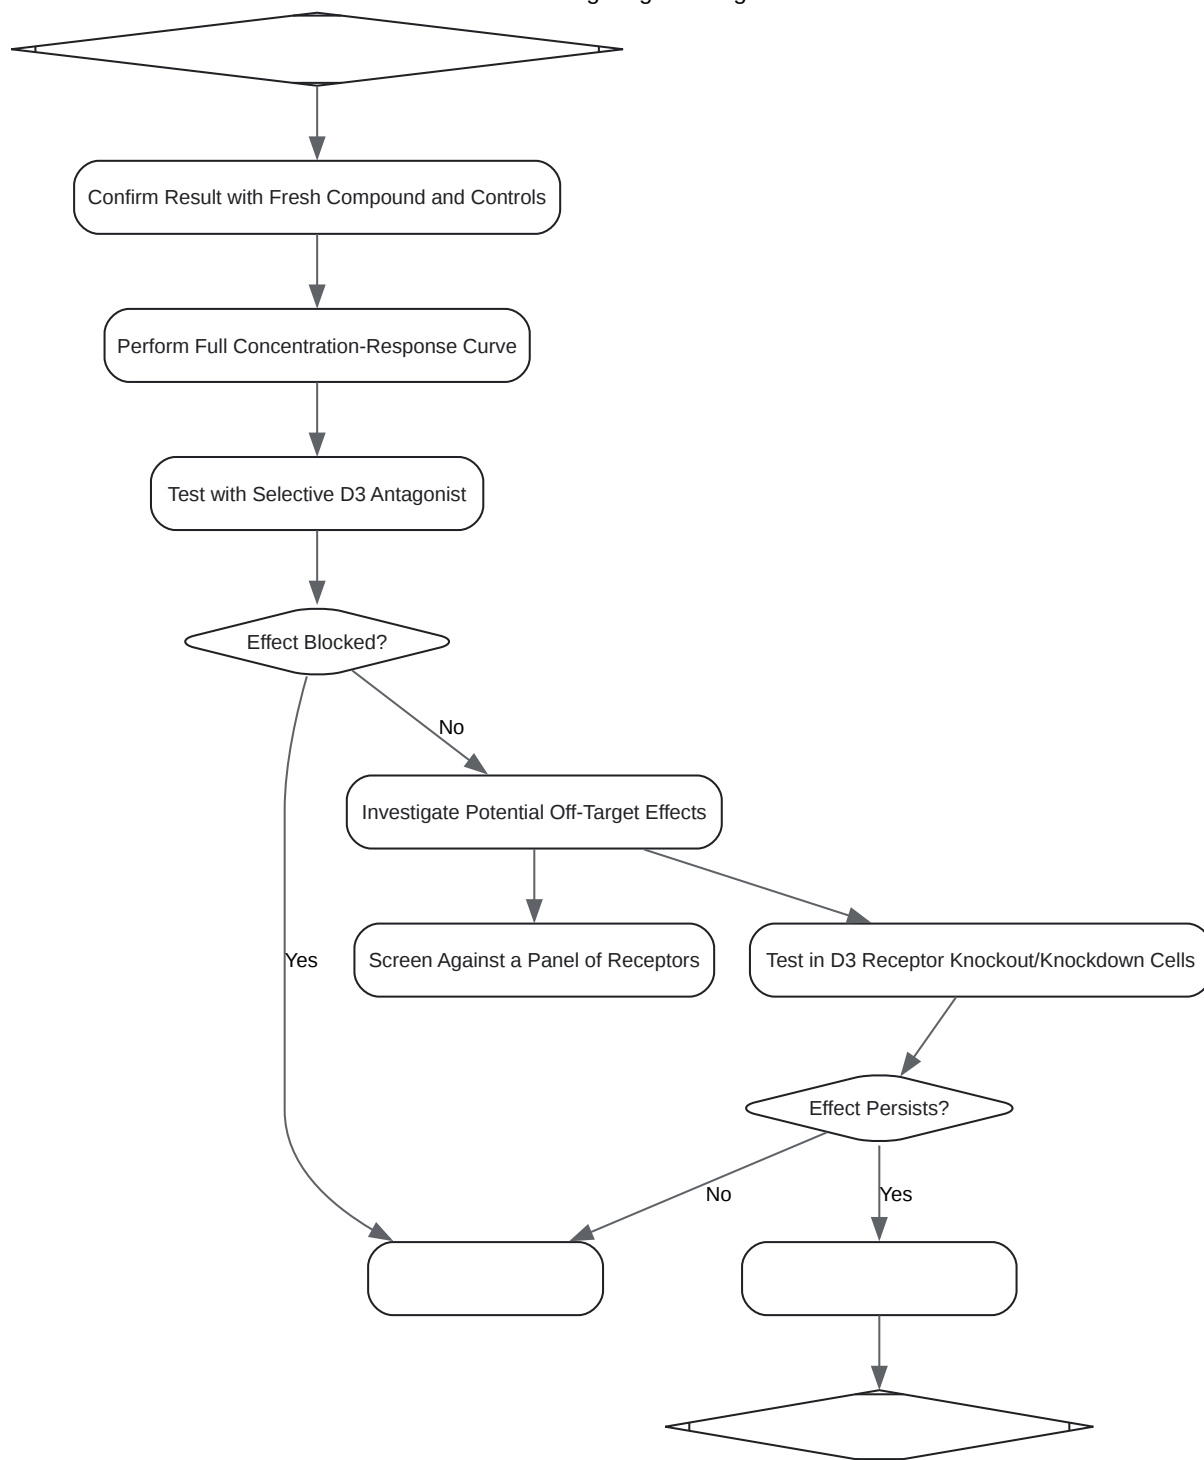 Confirm Result with Fresh Compound and Controls
Perform Full Concentration-Response Curve
Test with Selective D3 Antagonist
Effect Blocked?
No
Investigate Potential Off-Target Effects
Yes
Screen Against a Panel of Receptors
Test in D3 Receptor Knockout/Knockdown Cells
Effect Persists?
No
Yes